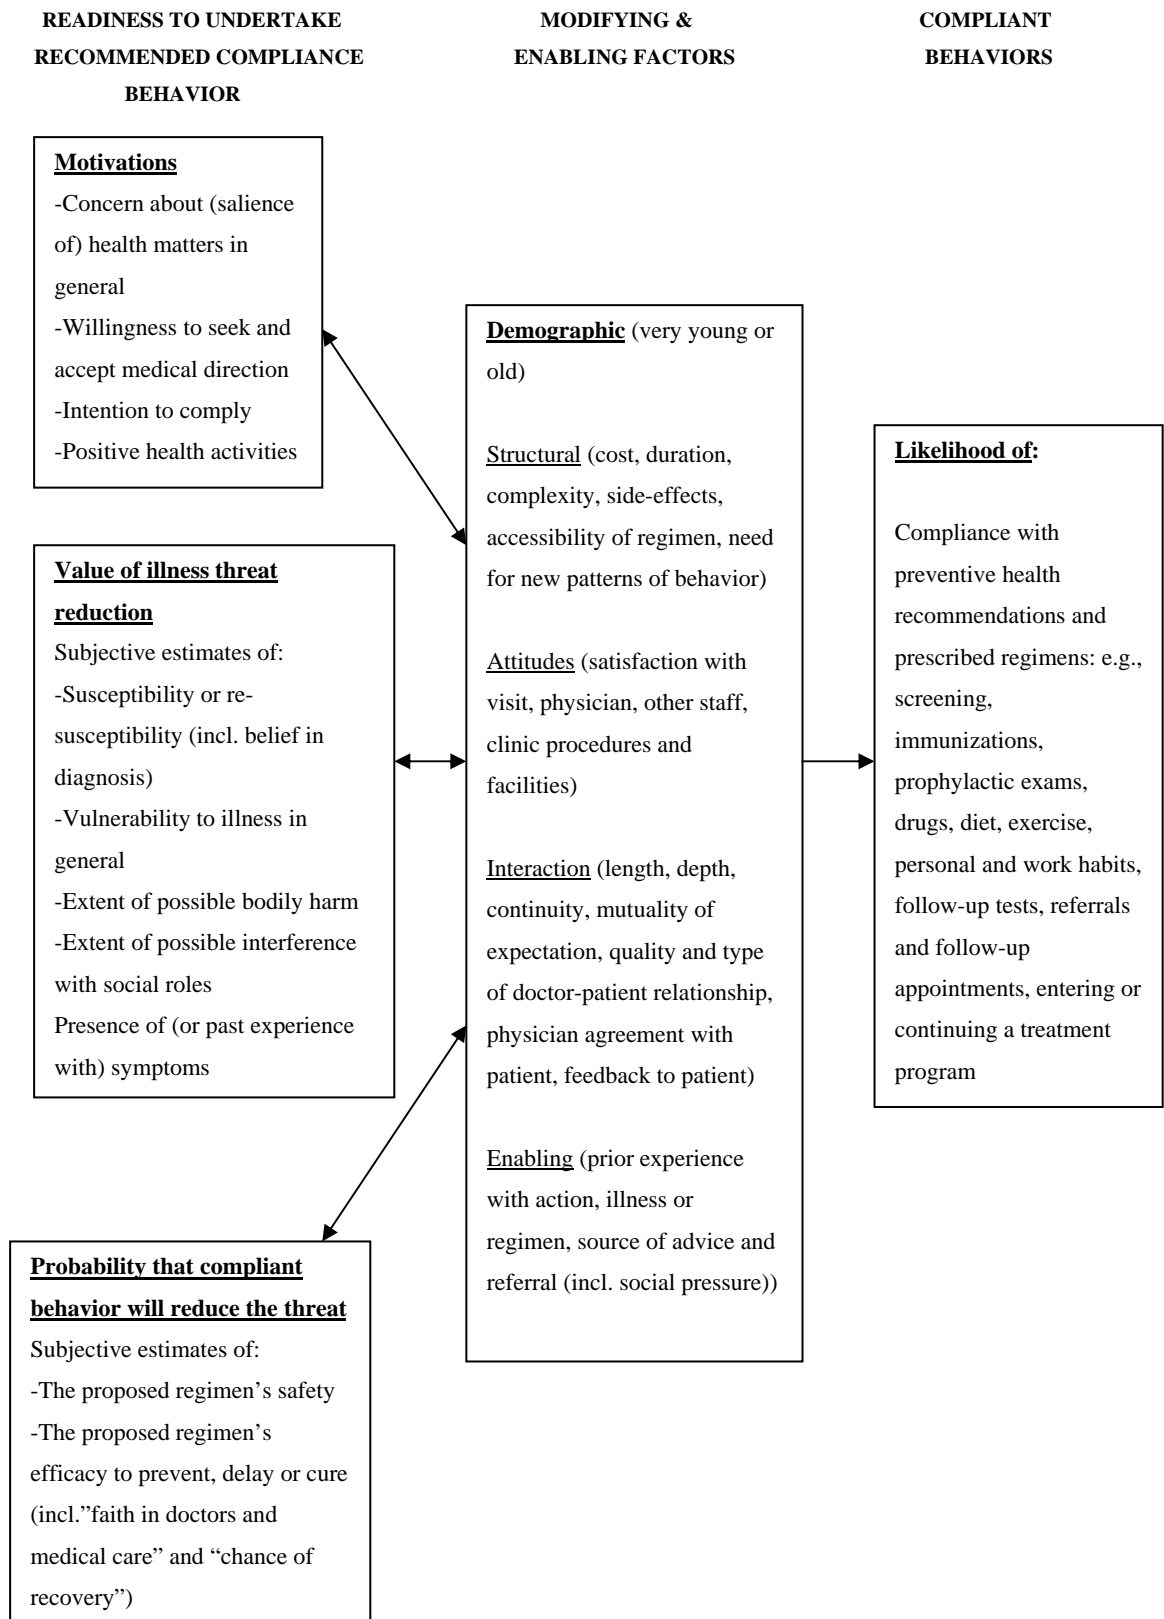 READINESS TO UNDERTAKE
RECOMMENDED COMPLIANCE
BEHAVIOR
MODIFYING &
ENABLING FACTORS
COMPLIANT
BEHAVIORS
Motivations
-Concern about (salience
of) health matters in
general
-Willingness to seek and
accept medical direction
-Intention to comply
-Positive health activities
Value of illness threat
reduction
Subjective estimates of:
-Susceptibility or re-
susceptibility (incl. belief in
diagnosis)
-Vulnerability to illness in
general
-Extent of possible bodily harm
-Extent of possible interference
with social roles
Presence of (or past experience
with) symptoms
Probability that compliant
behavior will reduce the threat
Subjective estimates of:
-The proposed regimen’s safety
-The proposed regimen’s
efficacy to prevent, delay or cure
(incl.”faith in doctors and
medical care” and “chance of
recovery”)
Demographic (very young or
old)
Structural (cost, duration,
complexity, side-effects,
accessibility of regimen, need
for new patterns of behavior)
Attitudes (satisfaction with
visit, physician, other staff,
clinic procedures and
facilities)
Interaction (length, depth,
continuity, mutuality of
expectation, quality and type
of doctor-patient relationship,
physician agreement with
patient, feedback to patient)
Enabling (prior experience
with action, illness or
regimen, source of advice and
referral (incl. social pressure))
Likelihood of:
Compliance with
preventive health
recommendations and
prescribed regimens: e.g.,
screening,
immunizations,
prophylactic exams,
drugs, diet, exercise,
personal and work habits,
follow-up tests, referrals
and follow-up
appointments, entering or
continuing a treatment
program